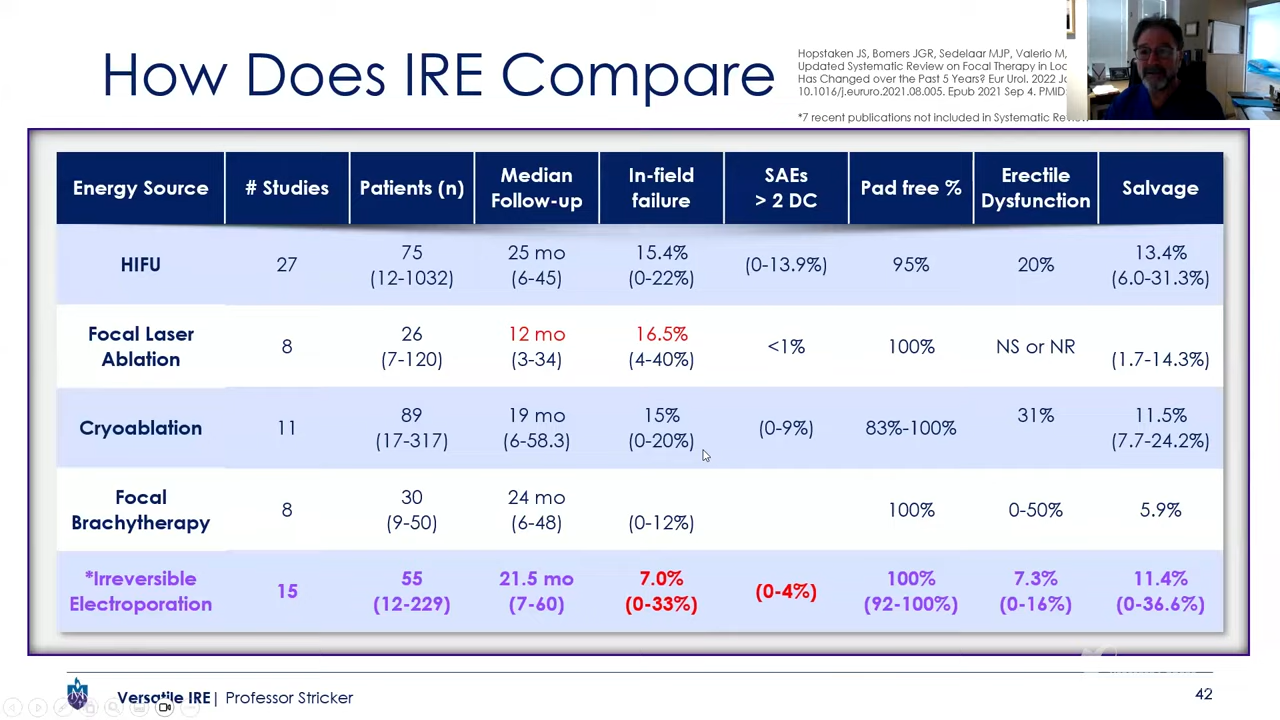 How Does IRE Compare
Hopstaken JS, Bomers JGR, Sedelaar MJP, Valerio M,
Updated Systematic Review on Focal Therapy in Loc
Has Changed over the Past 5 Years? Eur Urol. 2022 Ja
10.1016/j.eururo.2021.08.005. Epub 2021 Sep 4. PMID
*7 recent publications not included in Systematic
Energy Source
# Studies
Patients (n)
Median
Follow-up
In-field
failure
SAEs
> 2 DC
Pad free %
Erectile
Dysfunction
Salvage
HIFU
27
75
(12-1032)
25 mo
(6-45)
15.4%
(0-22%)
(0-13.9%)
95%
20%
13.4%
(6.0-31.3%)
Focal Laser
Ablation
8
26
(7-120)
12 mo
(3-34)
16.5%
(4-40%)
<1%
100%
NS or NR
(1.7-14.3%)
Cryoablation
11
89
(17-317)
19 mo
(6-58.3)
15%
(0-20%)
(0-9%)
83%-100%
31%
11.5%
(7.7-24.2%)
Focal
Brachytherapy
8
30
(9-50)
24 mo
(6-48)
(0-12%)
100%
0-50%
5.9%
*Irreversible
Electroporation
15
55
(12-229)
21.5 mo
(7-60)
7.0%
(0-33%)
(0-4%)
100%
(92-100%)
7.3%
(0-16%)
11.4%
(0-36.6%)
Versatile IRE | Professor Stricker
42